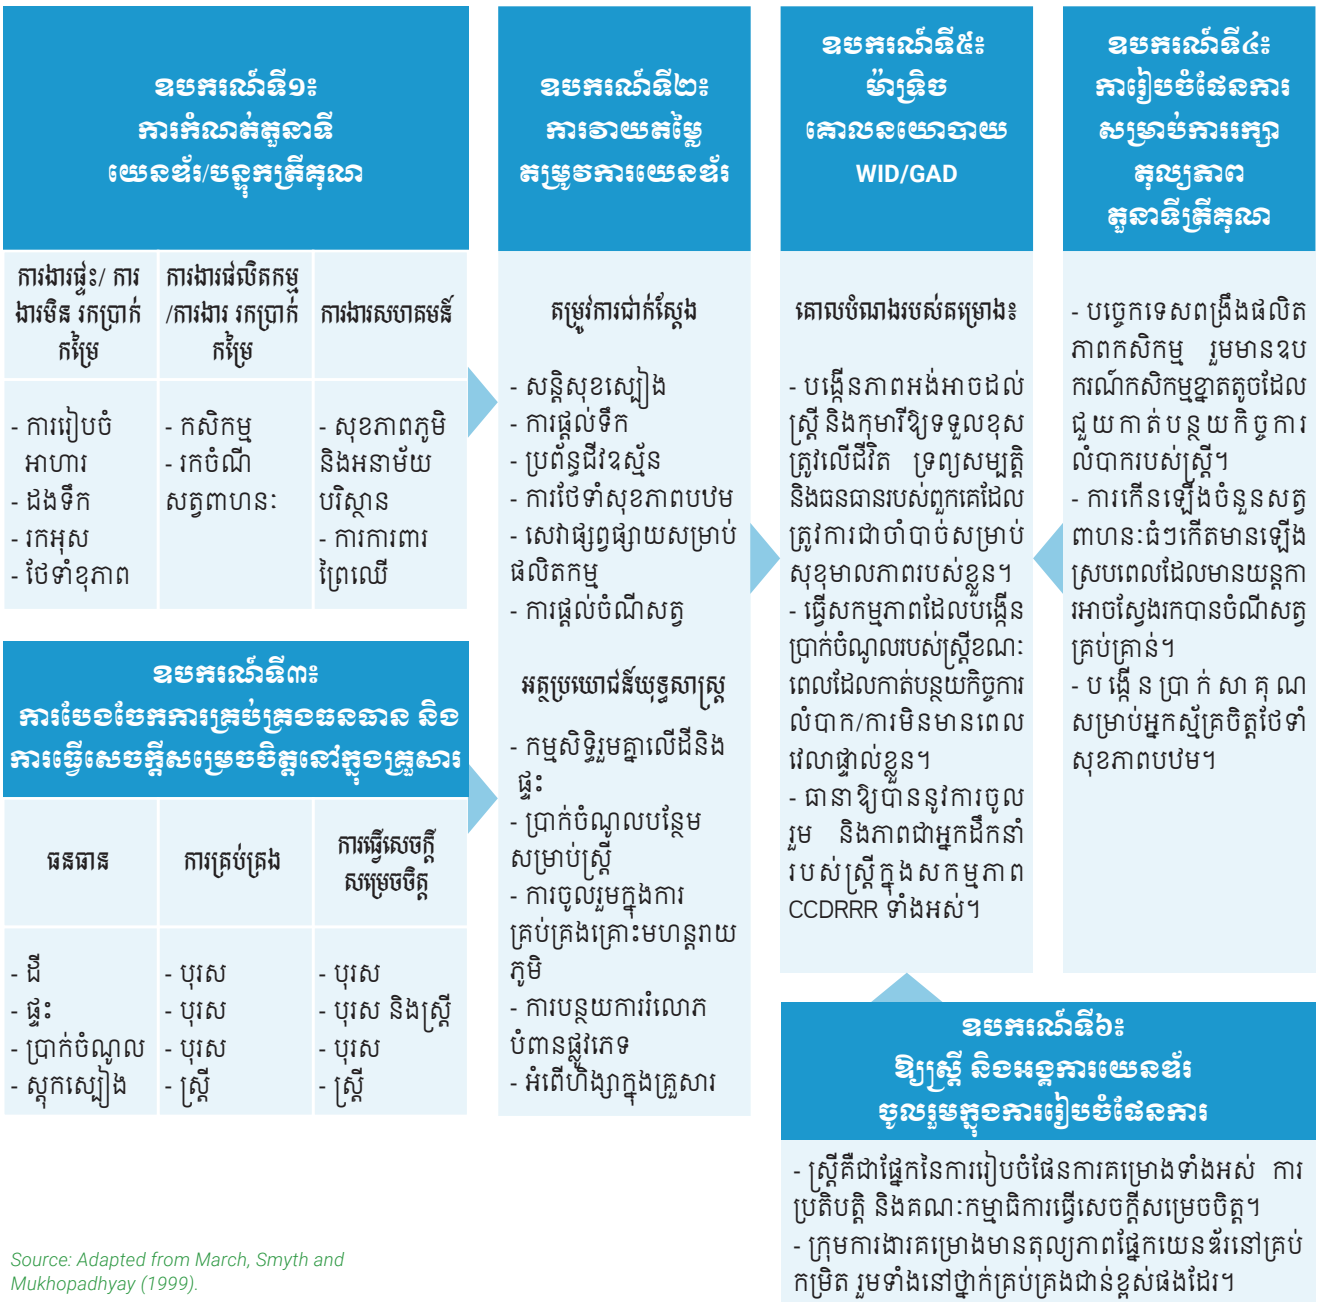 ឧបករណ៍ទី១៖
ការកំណត់តួនាទី
យេនឌ័រ/បន្ទុកត្រីគុណ
ការងារផ្ទះ/ ការ
ងារមិន រកប្រាក់
កម្រៃ
ការងារផលិតកម្ម
/ការងារ រកប្រាក់
កម្រៃ
ការងារសហគមន៍
- ការរៀបចំ
អាហារ
- ដងទឹក
- រកអុស
- ថែទាំខុភាព
- កសិកម្ម
- រកចំណី
សត្វពាហនៈ
- សុខភាពភូមិ
និងអនាម័យ
បរិស្ថាន
- ការការពារ
ព្រៃឈើ
ឧបករណ៍ទី៣៖
ការបែងចែកការគ្រប់គ្រងធនធាន និង
ការធ្វើសេចក្តីសម្រេចចិត្តនៅក្នុងគ្រួសារ
ធនធាន
ការគ្រប់គ្រង
ការធ្វើសេចក្តី
សម្រេចចិត្ត
- ដី
- ផ្ទះ
- ប្រាក់ចំណូល
- ស្តុកស្បៀង
- បុរស
- បុរស
- បុរស
- ស្ត្រី
- បុរស
- បុរស និងស្ត្រី
- បុរស
- ស្ត្រី
ឧបករណ៍ទី២៖
ការវាយតម្លៃ
តម្រូវការយេនឌ័រ
តម្រូវការជាក់ស្តែង
- សន្តិសុខស្បៀង
- ការផ្តល់ទឹក
- ប្រព័ន្ធជីវឧស្ម័ន
- ការថែទាំសុខភាពបឋម
- សេវាផ្សព្វផ្សាយសម្រាប់
ផលិតកម្ម
- ការផ្តល់ចំណីសត្វ
អត្ថប្រយោជន៍យុទ្ធសាស្ត្រ
- កម្មសិទ្ធិរួមគ្នាលើដីនិង
ផ្ទះ
- ប្រាក់ចំណូលបន្ថែម
សម្រាប់ស្ត្រី
- ការចូលរួមក្នុងការ
គ្រប់គ្រងគ្រោះមហន្តរាយ
ភូមិ
- ការបន្ថយការរំលោភ
បំពានផ្លូវភេទ
- អំពើហិង្សាក្នុងគ្រួសារ
ឧបករណ៍ទី៥៖
ម៉ាទ្រិច
គោលនយោបាយ
WID/GAD
គោលបំណងរបស់គម្រោង៖
- បង្កើនភាពអង់អាចដល់
ស្ត្រី និងកុមារីឱ្យទទួលខុស
ត្រូវលើជីវិត ទ្រព្យសម្បត្តិ
និងធនធានរបស់ពួកគេដែល
ត្រូវការជាចាំបាច់សម្រាប់
សុខុមាលភាពរបស់ខ្លួន។
- ធ្វើសកម្មភាពដែលបង្កើន
ប្រាក់ចំណូលរបស់ស្ត្រីខណៈ
ពេលដែលកាត់បន្ថយកិច្ចការ
លំបាក/ការមិនមានពេល
វេលាផ្ទាល់ខ្លួន។
- ធានាឱ្យបាននូវការចូល
រួម និងភាពជាអ្នកដឹកនាំ
របស់ស្ត្រីក្នុងសកម្មភាព
CCDRRR ទាំងអស់។
ឧបករណ៍ទី៤៖
ការៀបចំផែនការ
សម្រាប់ការរក្សា
តុល្យភាព
តួនាទីត្រីគុណ
- បច្ចេកទេសពង្រឹងផលិត
ភាពកសិកម្ម រួមមានឧប
ករណ៍កសិកម្មខ្នាតតូចដែល
ជួយកាត់បន្ថយកិច្ចការ
លំបាករបស់ស្ត្រី។
- ការកើនឡើងចំនួនសត្វ
ពាហនៈធំៗកើតមានឡើង
ស្របពេលដែលមានយន្តកា
រអាចស្វែងរកបានចំណីសត្វ
គ្រប់គ្រាន់។
- បង្កើនប្រាក់សាគុណ
សម្រាប់អ្នកស្ម័គ្រចិត្តថែទាំ
សុខភាពបឋម។
ឧបករណ៍ទី៦៖
ឱ្យស្ត្រី និងអង្គការយេនឌ័រ
ចូលរួមក្នុងការរៀបចំផែនការ
- ស្ត្រីគឺជាផ្នែកនៃការរៀបចំផែនការគម្រោងទាំងអស់ ការ
ប្រតិបត្តិ និងគណៈកម្មាធិការធ្វើសេចក្តីសម្រេចចិត្ត។
- ក្រុមការងារគម្រោងមានតុល្យភាពផ្នែកយេនឌ័រនៅគ្រប់
កម្រិត រួមទាំងនៅថ្នាក់គ្រប់គ្រងជាន់ខ្ពស់ផងដែរ។
Source: Adapted from March, Smyth and
Mukhopadhyay (1999).